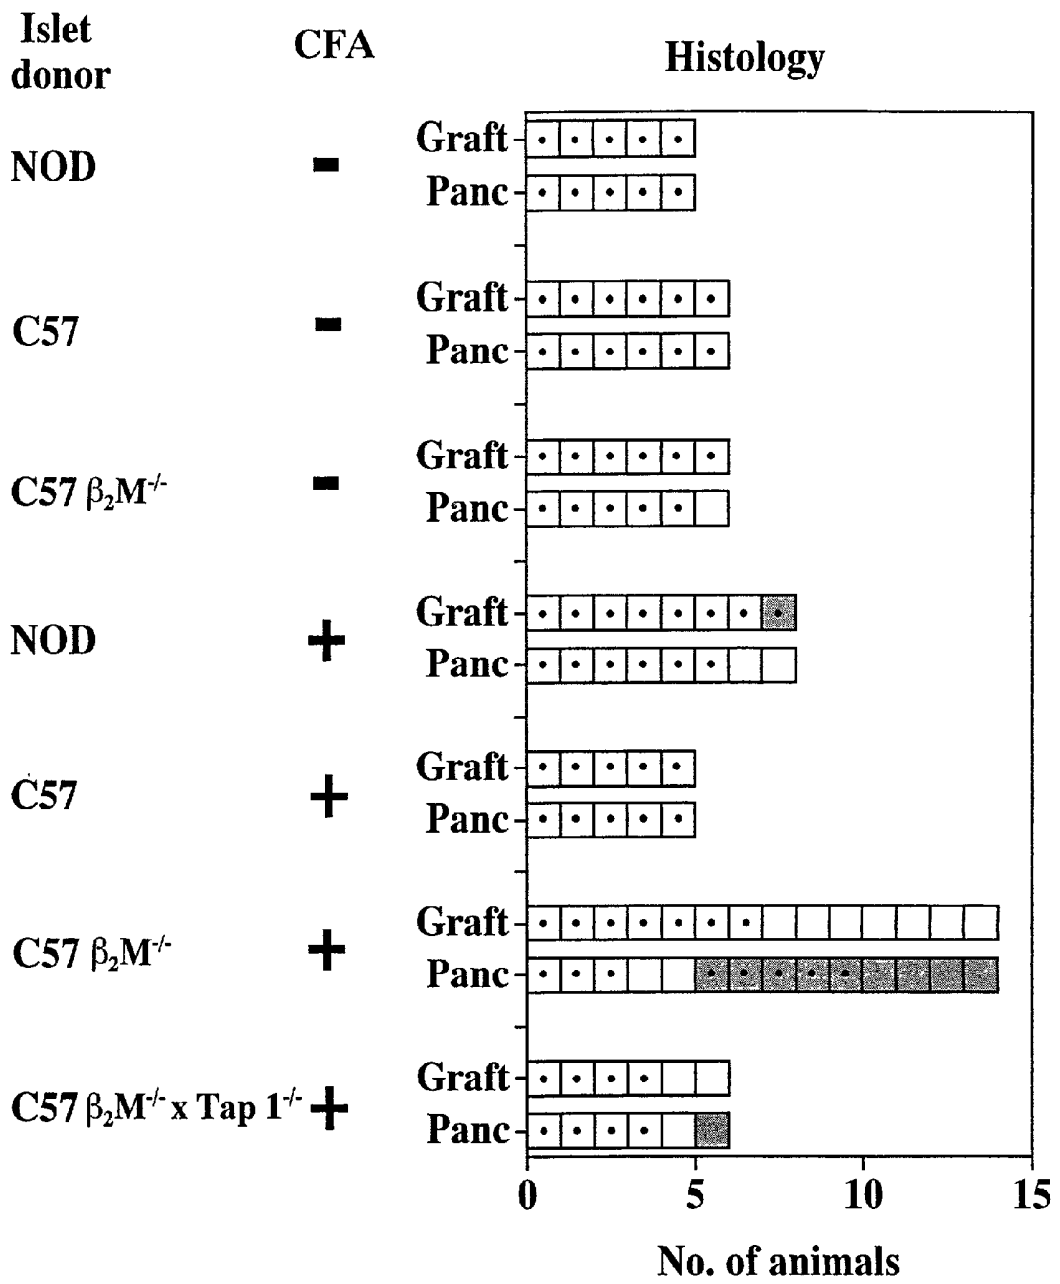 Islet donor CFA Histology
NOD - Graft
Panc
C57 - Graft
Panc
C57 β₂M⁻/⁻ - Graft
Panc
NOD + Graft
Panc
C57 + Graft
Panc
C57 β₂M⁻/⁻ + Graft
Panc
C57 β₂M⁻/⁻ x Tap 1⁻/⁻ + Graft
Panc
0 5 10 15
No. of animals